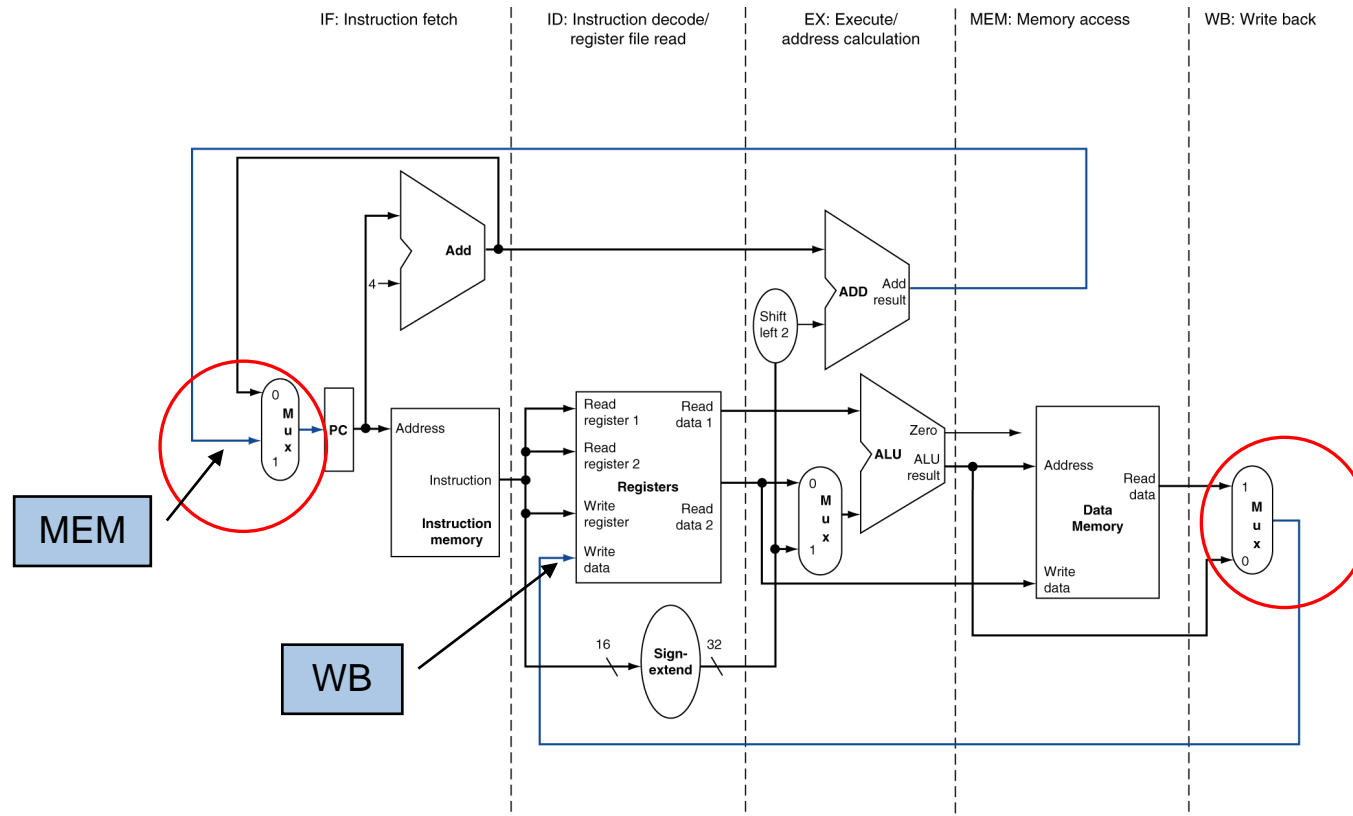 IF: Instruction fetch
ID: Instruction decode/
register file read
EX: Execute/
address calculation
MEM: Memory access
WB: Write back
Add
4
ADD
Add
result
Shift
left 2
0
M
u
x
1
PC
Address
Instruction
Instruction
memory
Read
register 1
Read
register 2
Write
register
Write
data
Registers
Read
data 1
Read
data 2
0
M
u
x
1
Zero
ALU
ALU
result
Address
Read
data
Data
Memory
Write
data
1
M
u
x
0
16
Sign-
extend
32
MEM
WB